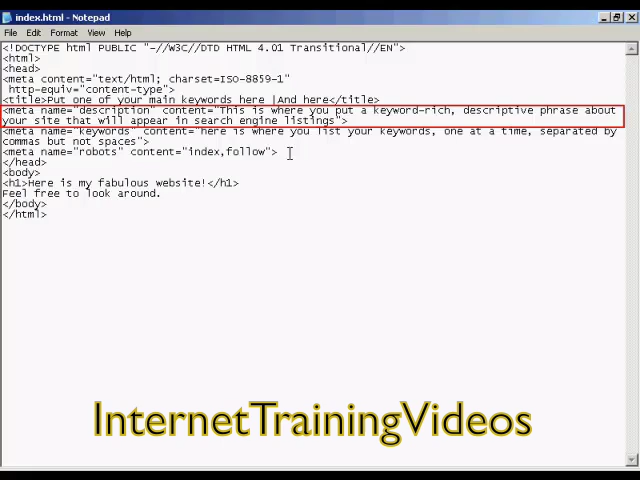 index.html - Notepad
File Edit Format View Help
<!DOCTYPE html PUBLIC "-//W3C//DTD HTML 4.01 Transitional//EN">
<html>
<head>
<meta content="text/html; charset=ISO-8859-1"
http-equiv="content-type">
<title>Put one of your main keywords here |And here</title>
<meta name="description" content="This is where you put a keyword-rich, descriptive phrase about
your site that will appear in search engine listings">
<meta name="keywords" content="here is where you list your keywords, one at a time, separated by
commas but not spaces">
<meta name="robots" content="index,follow">
</head>
<body>
<h1>Here is my fabulous website!</h1>
Feel free to look around.
</body>
</html>
InternetTrainingVideos